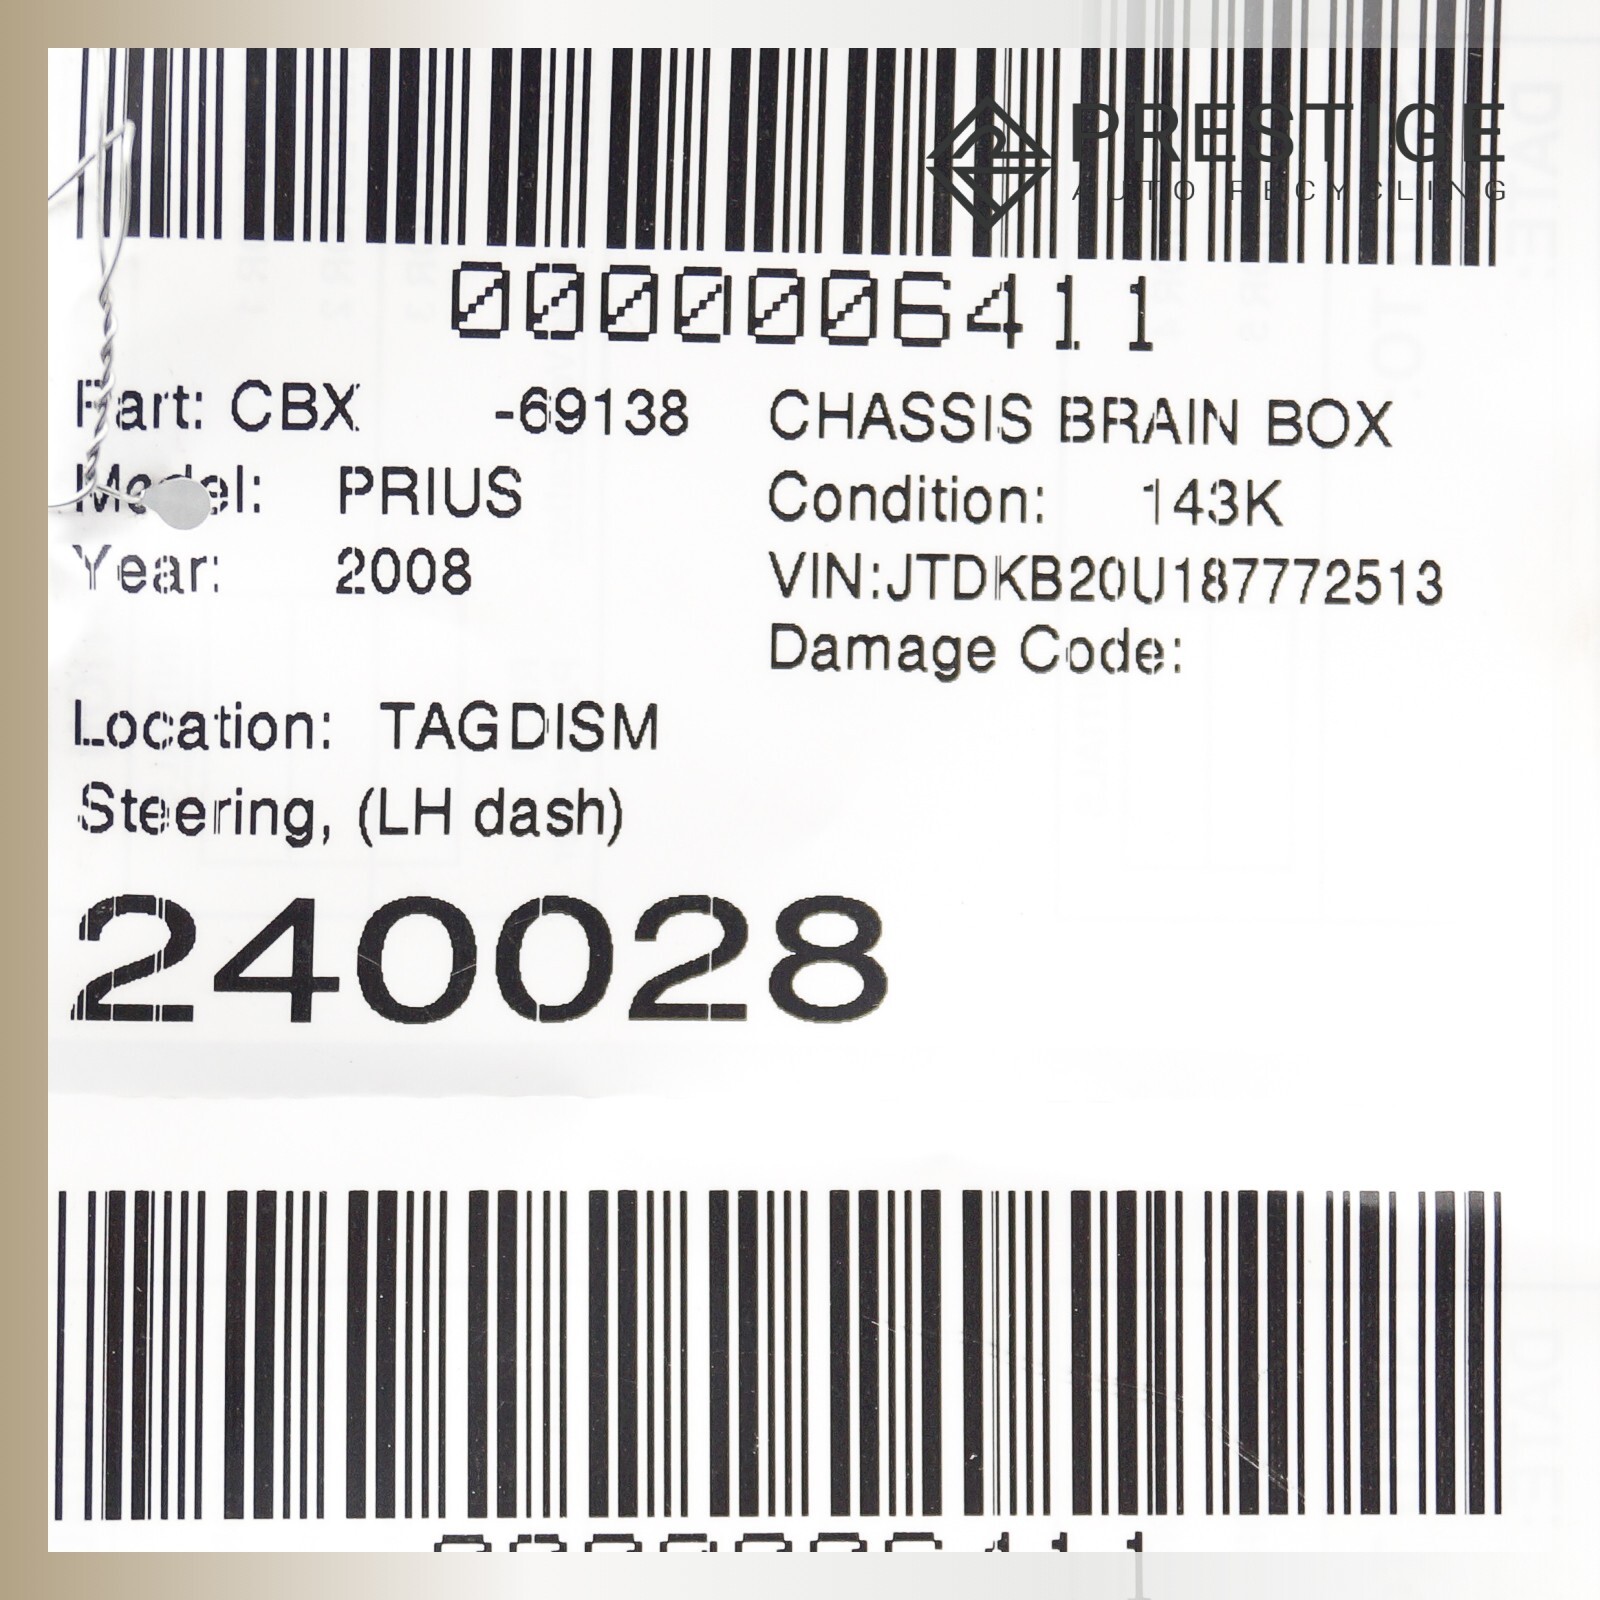 PRESTIGE
AUTO RECYCLING
0000006411
Part: CBX -69138 CHASSIS BRAIN BOX
Model: PRIUS Condition: 143K
Year: 2008 VIN:JTDKB20U187772513
Damage Code:
Location: TAGDISM
Steering, (LH dash)
240028